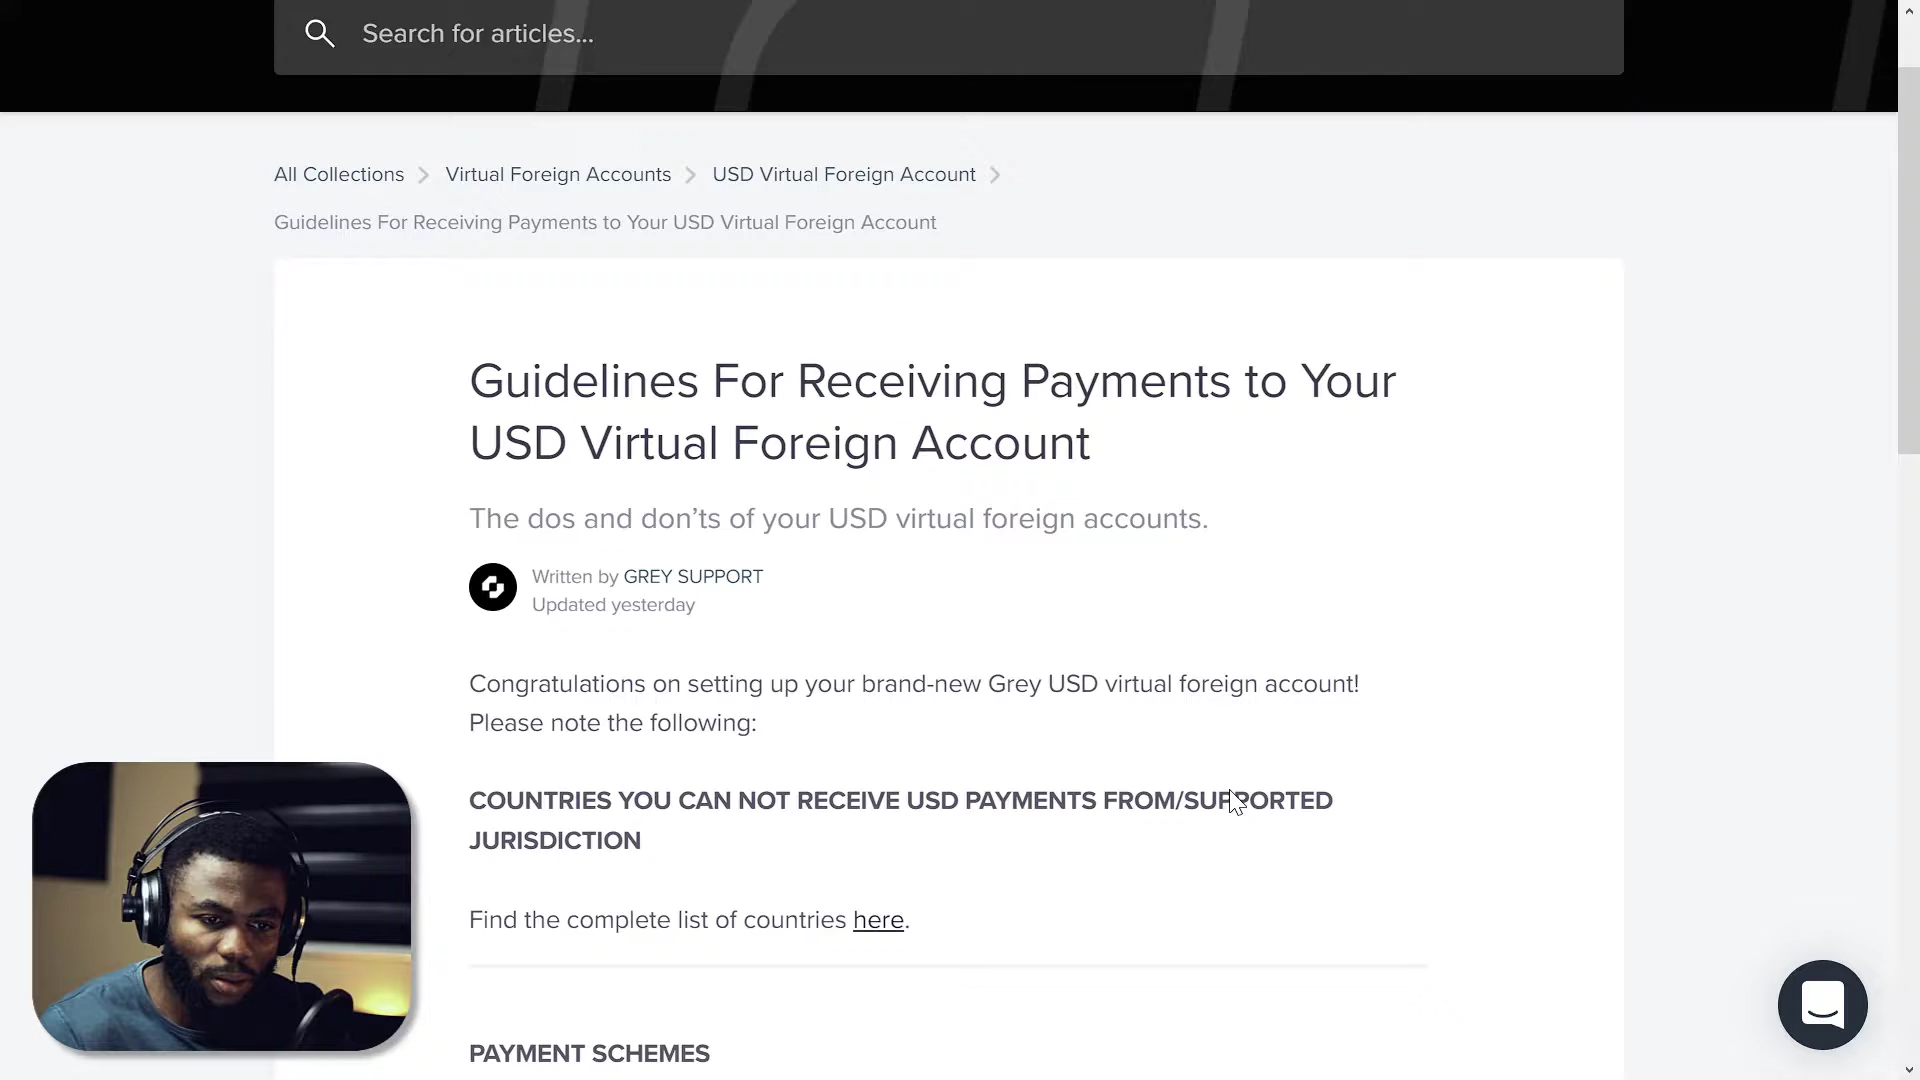 Search for articles...
All Collections > Virtual Foreign Accounts > USD Virtual Foreign Account >
Guidelines For Receiving Payments to Your USD Virtual Foreign Account
Guidelines For Receiving Payments to Your
USD Virtual Foreign Account
The dos and don’ts of your USD virtual foreign accounts.
Written by GREY SUPPORT
Updated yesterday
Congratulations on setting up your brand-new Grey USD virtual foreign account!
Please note the following:
COUNTRIES YOU CAN NOT RECEIVE USD PAYMENTS FROM/SUPPORTED
JURISDICTION
Find the complete list of countries here.
PAYMENT SCHEMES